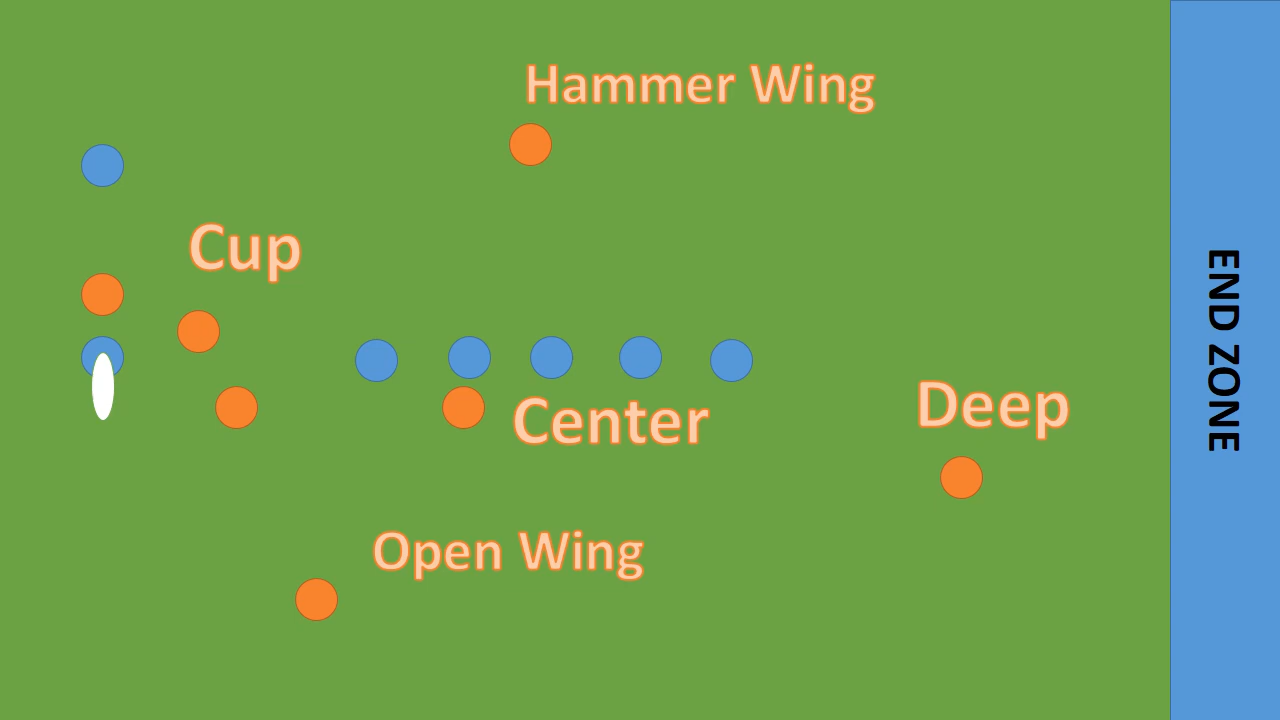 Hammer Wing
Cup
Center
Deep
Open Wing
END ZONE